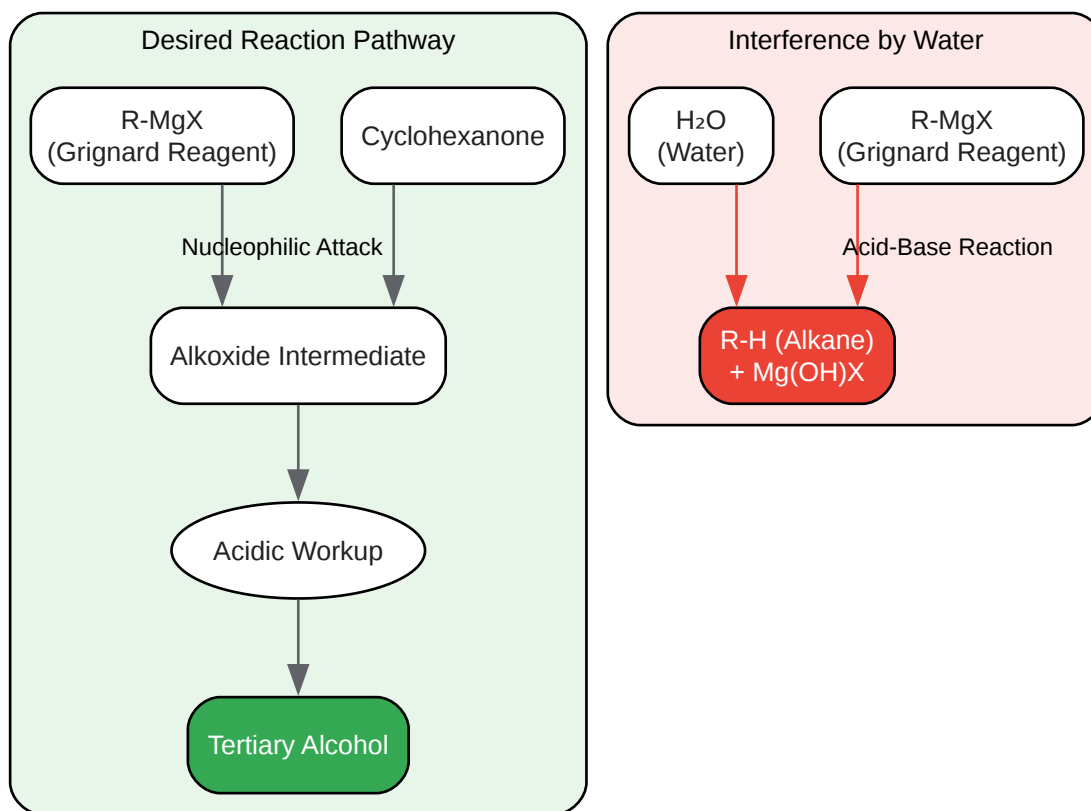 Desired Reaction Pathway
R-MgX
(Grignard Reagent)
Cyclohexanone
Nucleophilic Attack
Alkoxide Intermediate
Acidic Workup
Tertiary Alcohol
Interference by Water
H₂O
(Water)
R-MgX
(Grignard Reagent)
Acid-Base Reaction
R-H (Alkane)
+ Mg(OH)X